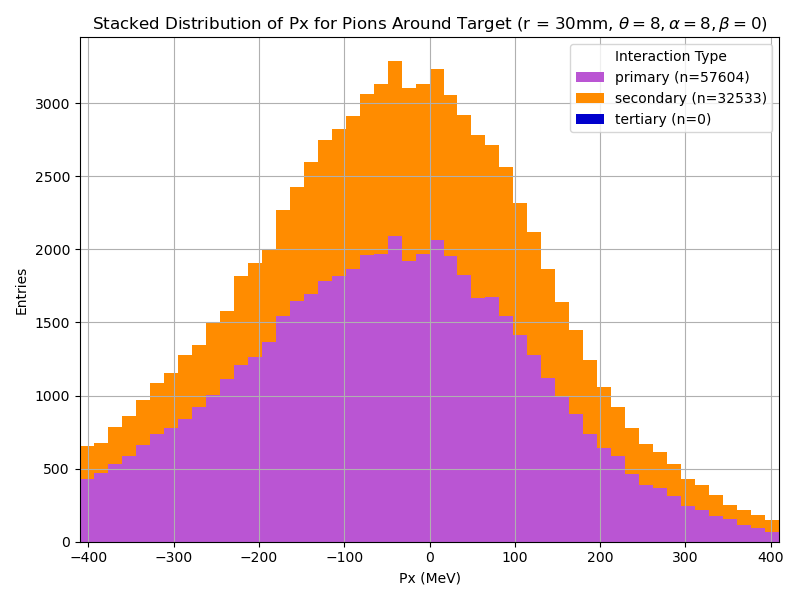 Stacked Distribution of Px for Pions Around Target (r = 30mm, θ = 8, α = 8, β = 0)
Interaction Type
primary (n=57604)
secondary (n=32533)
tertiary (n=0)
Entries
3000
2500
2000
1500
1000
500
0
−400 −300 −200 −100 0 100 200 300 400
Px (MeV)